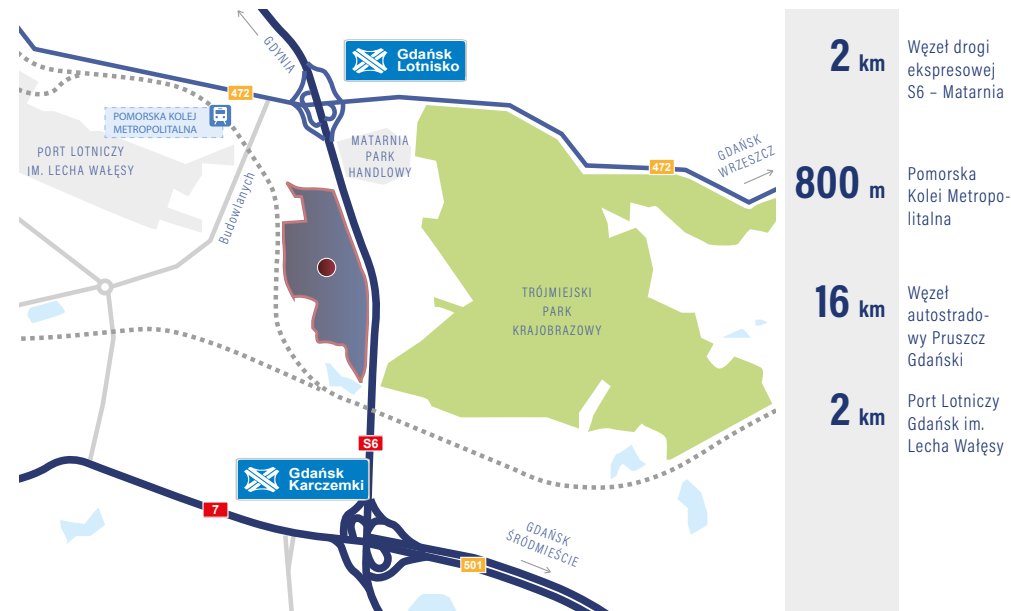 GDYNIA
Gdańsk
Lotnisko
472
POMORSKA KOLEJ
METROPOLITALNA
PORT LOTNICZY
IM. LECHA WAŁĘSY
MATARNIA
PARK
HANDLOWY
472
GDAŃSK
WRZESZCZ
Budowlanych
TRÓJMIEJSKI
PARK
KRAJOBRAZOWY
S6
Gdańsk
Karczemki
7
GDAŃSK
ŚRÓDMIEŚCIE
501
2 km
Węzeł drogi
ekspresowej
S6 – Matarnia
800 m
Pomorska
Kolei Metropo-
litalna
16 km
Węzeł
autostrado-
wy Pruszcz
Gdański
2 km
Port Lotniczy
Gdańsk im.
Lecha Wałęsy